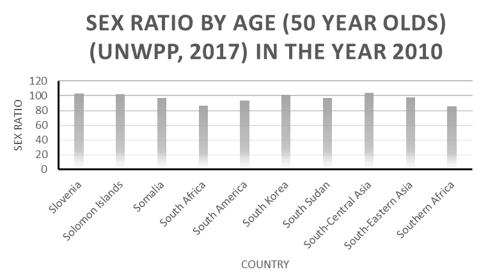 SEX RATIO BY AGE (50 YEAR OLDS)
(UNWPP, 2017) IN THE YEAR 2010
120
100
80
60
40
20
0
SEX RATIO
Slovenia
Solomon Islands
Somalia
South Africa
South America
South Korea
South Sudan
South-Central Asia
South-Eastern Asia
Southern Africa
COUNTRY